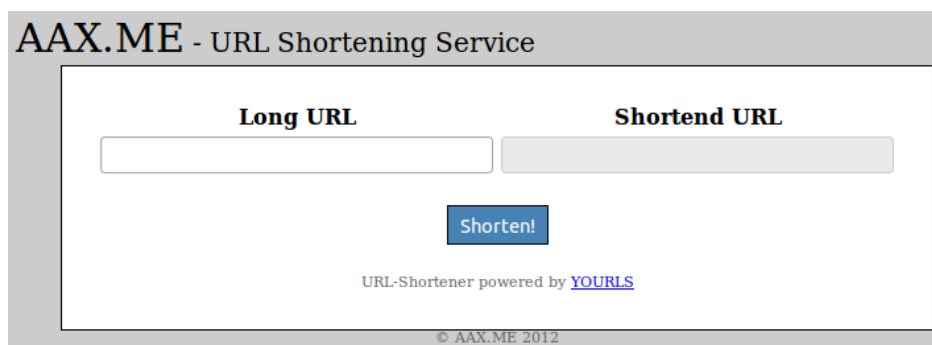 AAX.ME - URL Shortening Service
Long URL Shortend URL
Shorten!
URL-Shortener powered by YOURLS
© AAX.ME 2012